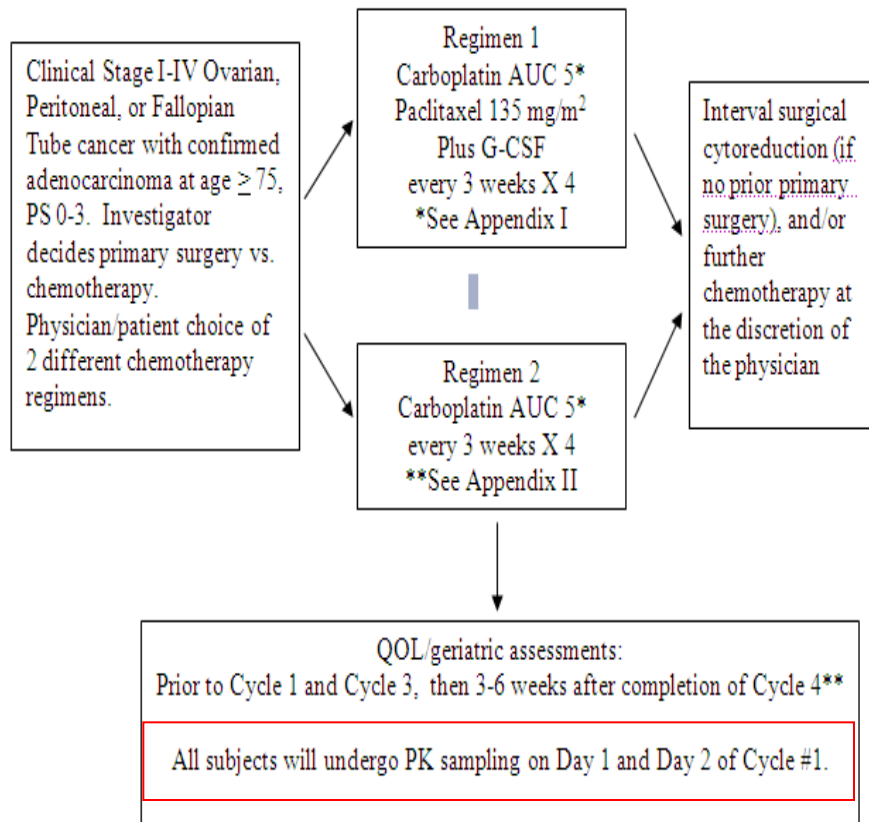 Clinical Stage I-IV Ovarian,
Peritoneal, or Fallopian
Tube cancer with confirmed
adenocarcinoma at age ≥ 75,
PS 0-3. Investigator
decides primary surgery vs.
chemotherapy.
Physician/patient choice of
2 different chemotherapy
regimens.
Regimen 1
Carboplatin AUC 5*
Paclitaxel 135 mg/m²
Plus G-CSF
every 3 weeks X 4
*See Appendix I
Regimen 2
Carboplatin AUC 5*
every 3 weeks X 4
**See Appendix II
Interval surgical
cytoreduction (if
no prior primary
surgery), and/or
further
chemotherapy at
the discretion of
the physician
QOL/geriatric assessments:
Prior to Cycle 1 and Cycle 3, then 3-6 weeks after completion of Cycle 4**
All subjects will undergo PK sampling on Day 1 and Day 2 of Cycle #1.